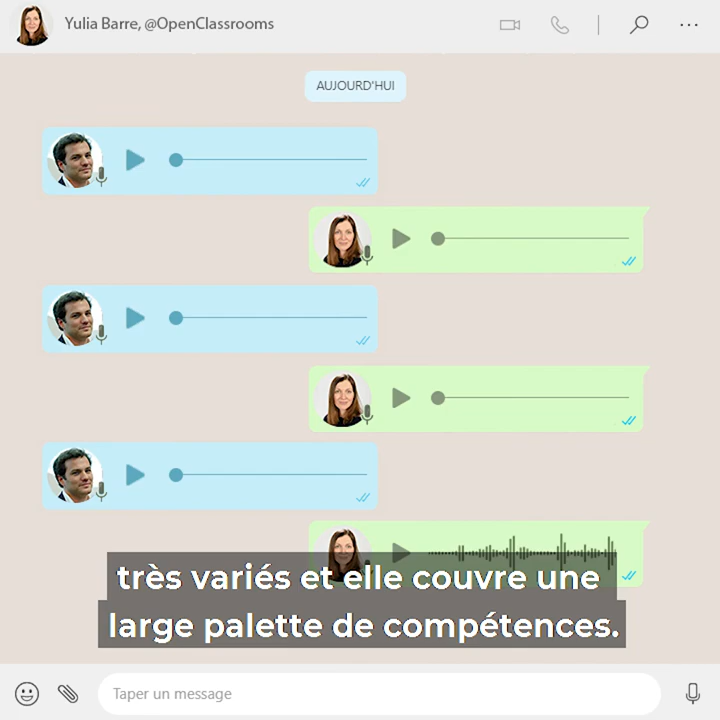 Yulia Barre, @OpenClassrooms
AUJOURD'HUI
très variés et elle couvre une
large palette de compétences.
Taper un message